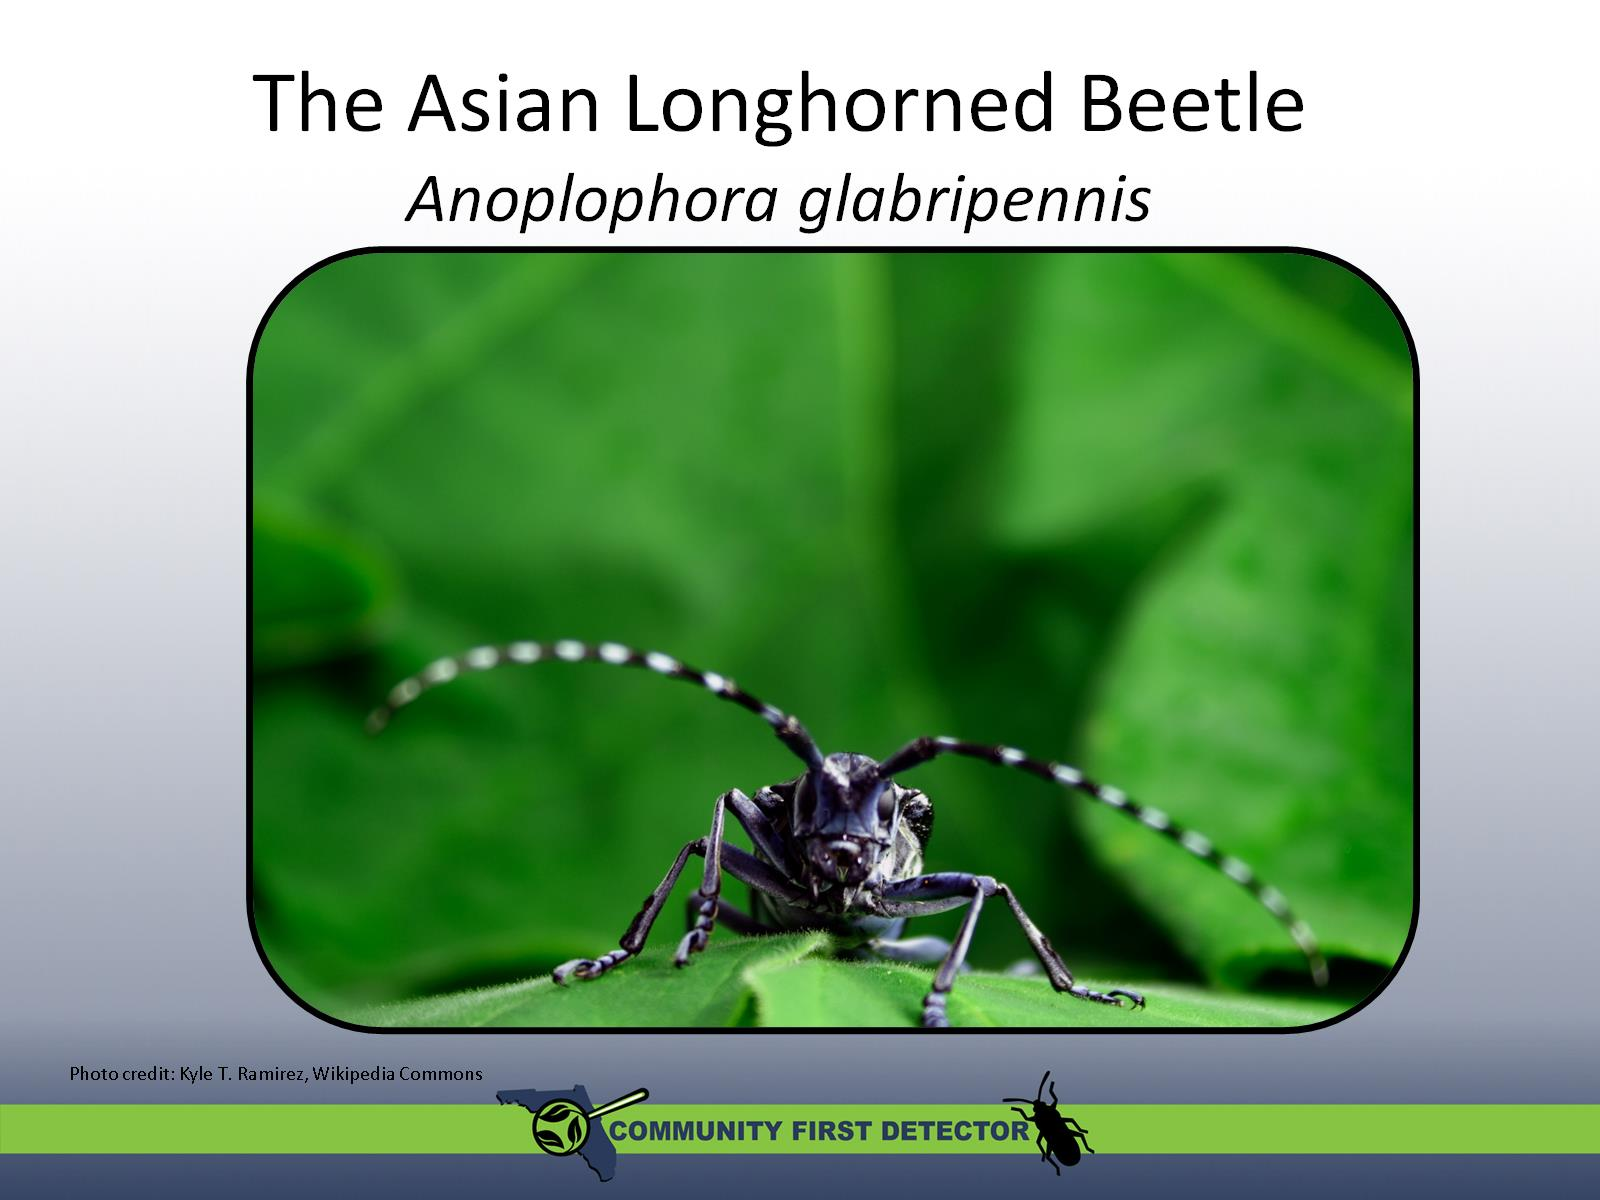 The Asian Longhorned Beetle
Anoplophora glabripennis
Photo credit: Kyle T. Ramirez, Wikipedia Commons
COMMUNITY FIRST DETECTOR